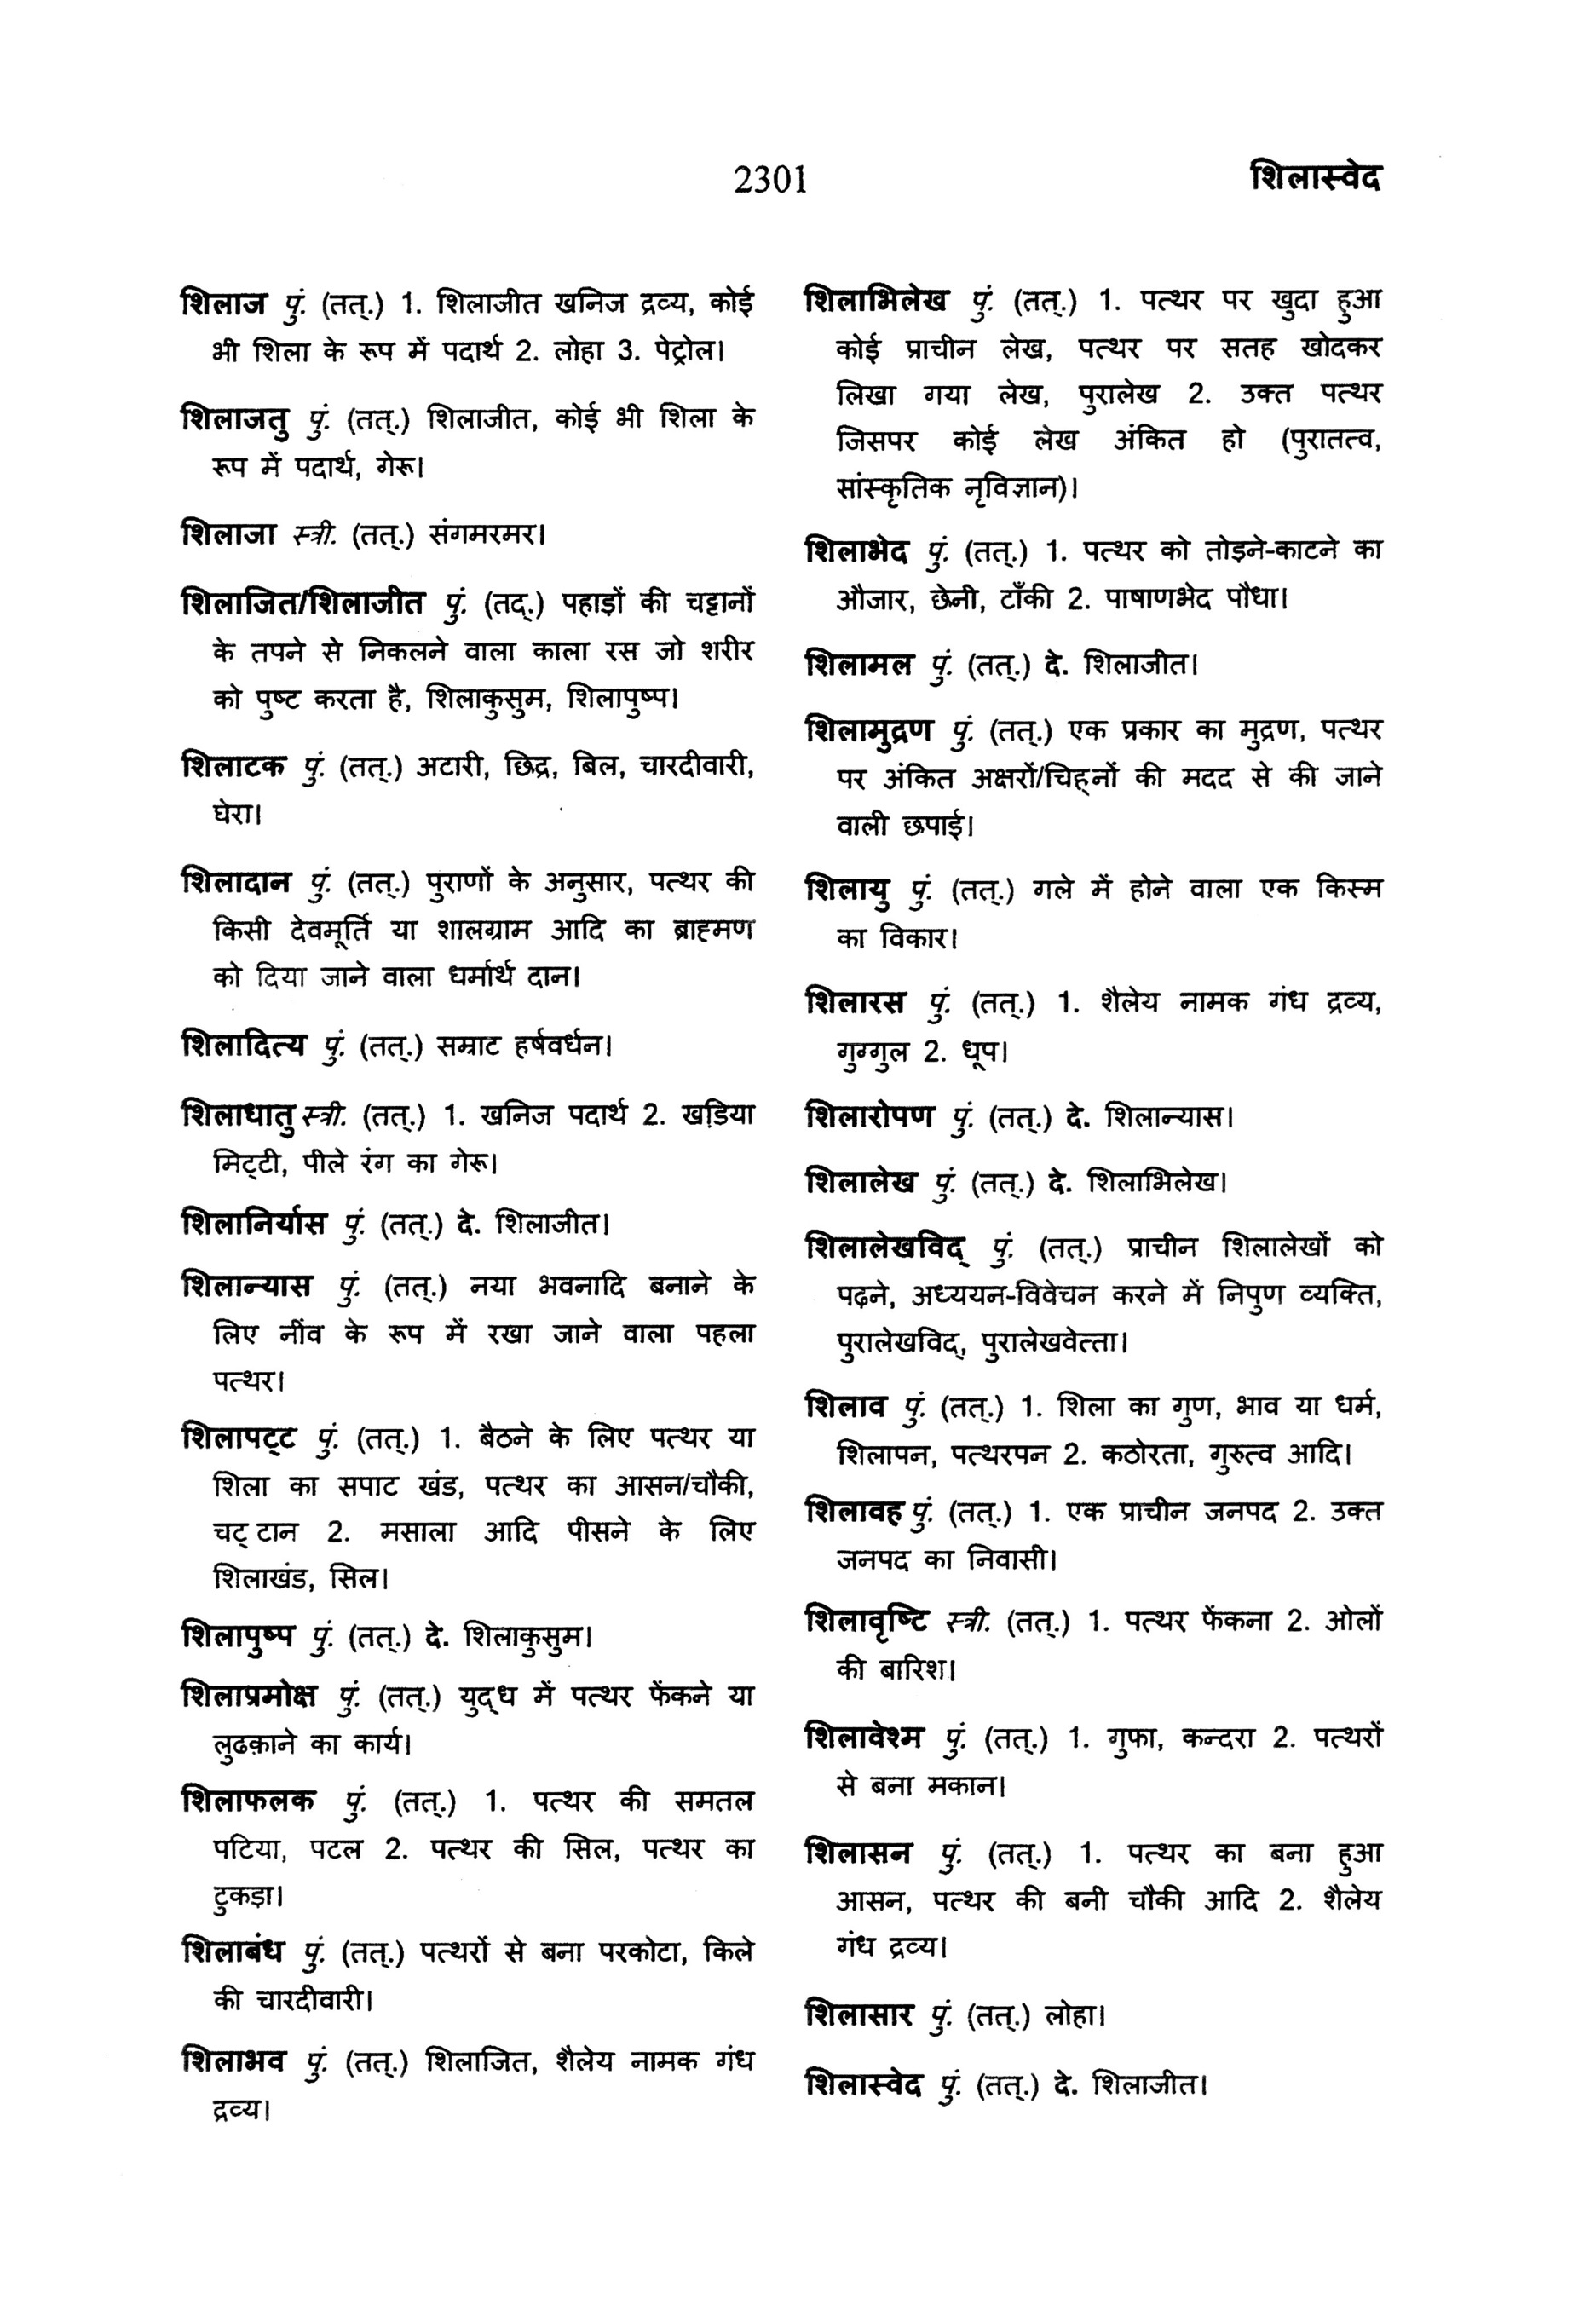 2301
शिलास्वेद
शिलाज पुं. (तत्.) 1. शिलाजीत खनिज द्रव्य, कोई
भी शिला के रूप में पदार्थ 2. लोहा 3. पेट्रोल।
शिलाजतु पुं. (तत्.) शिलाजीत, कोई भी शिला के
रूप में पदार्थ, गेरू।
शिलाजा स्त्री. (तत्.) संगमरमर।
शिलाजित/शिलाजीत पुं. (तद्.) पहाड़ों की चट्टानों
के तपने से निकलने वाला काला रस जो शरीर
को पुष्ट करता है, शिलाकुसुम, शिलापुष्प।
शिलाटक पुं. (तत्.) अटारी, छिद्र, बिल, चारदीवारी,
घेरा।
शिलादान पुं. (तत्.) पुराणों के अनुसार, पत्थर की
किसी देवमूर्ति या शालग्राम आदि का ब्राह्मण
को दिया जाने वाला धर्मार्थ दान।
शिलादित्य पुं. (तत्.) सम्राट हर्षवर्धन।
शिलाधातु स्त्री. (तत्.) 1. खनिज पदार्थ 2. खड़िया
मिट्टी, पीले रंग का गेरू।
शिलानिर्यास पुं. (तत्.) दे. शिलाजीत।
शिलान्यास पुं. (तत्.) नया भवनादि बनाने के
लिए नींव के रूप में रखा जाने वाला पहला
पत्थर।
शिलापट्ट पुं. (तत्.) 1. बैठने के लिए पत्थर या
शिला का सपाट खंड, पत्थर का आसन/चौकी,
चट् टान 2. मसाला आदि पीसने के लिए
शिलाखंड, सिल।
शिलापुष्प पुं. (तत्.) दे. शिलाकुसुम।
शिलाप्रमोक्ष पुं. (तत्.) युद्ध में पत्थर फेंकने या
लुढक़ाने का कार्य।
शिलाफलक पुं. (तत्.) 1. पत्थर की समतल
पटिया, पटल 2. पत्थर की सिल, पत्थर का
टुकड़ा।
शिलाबंध पुं. (तत्.) पत्थरों से बना परकोटा, किले
की चारदीवारी।
शिलाभव पुं. (तत्.) शिलाजित, शैलेय नामक गंध
द्रव्य।
शिलाभिलेख पुं. (तत्.) 1. पत्थर पर खुदा हुआ
कोई प्राचीन लेख, पत्थर पर सतह खोदकर
लिखा गया लेख, पुरालेख 2. उक्त पत्थर
जिसपर कोई लेख अंकित हो (पुरातत्व,
सांस्कृतिक नृविज्ञान)।
शिलाभेद पुं. (तत्.) 1. पत्थर को तोड़ने-काटने का
औजार, छेनी, टाँकी 2. पाषाणभेद पौधा।
शिलामल पुं. (तत्.) दे. शिलाजीत।
शिलामुद्रण पुं. (तत्.) एक प्रकार का मुद्रण, पत्थर
पर अंकित अक्षरों/चिह्नों की मदद से की जाने
वाली छपाई।
शिलायु पुं. (तत्.) गले में होने वाला एक किस्म
का विकार।
शिलारस पुं. (तत्.) 1. शैलेय नामक गंध द्रव्य,
गुग्गुल 2. धूप।
शिलारोपण पुं. (तत्.) दे. शिलान्यास।
शिलालेख पुं. (तत्.) दे. शिलाभिलेख।
शिलालेखविद् पुं. (तत्.) प्राचीन शिलालेखों को
पढ़ने, अध्ययन-विवेचन करने में निपुण व्यक्ति,
पुरालेखविद्, पुरालेखवेत्ता।
शिलाव पुं. (तत्.) 1. शिला का गुण, भाव या धर्म,
शिलापन, पत्थरपन 2. कठोरता, गुरुत्व आदि।
शिलावह पुं. (तत्.) 1. एक प्राचीन जनपद 2. उक्त
जनपद का निवासी।
शिलावृष्टि स्त्री. (तत्.) 1. पत्थर फेंकना 2. ओलों
की बारिश।
शिलावेश्म पुं. (तत्.) 1. गुफा, कन्दरा 2. पत्थरों
से बना मकान।
शिलासन पुं. (तत्.) 1. पत्थर का बना हुआ
आसन, पत्थर की बनी चौकी आदि 2. शैलेय
गंध द्रव्य।
शिलासार पुं. (तत्.) लोहा।
शिलास्वेद पुं. (तत्.) दे. शिलाजीत।